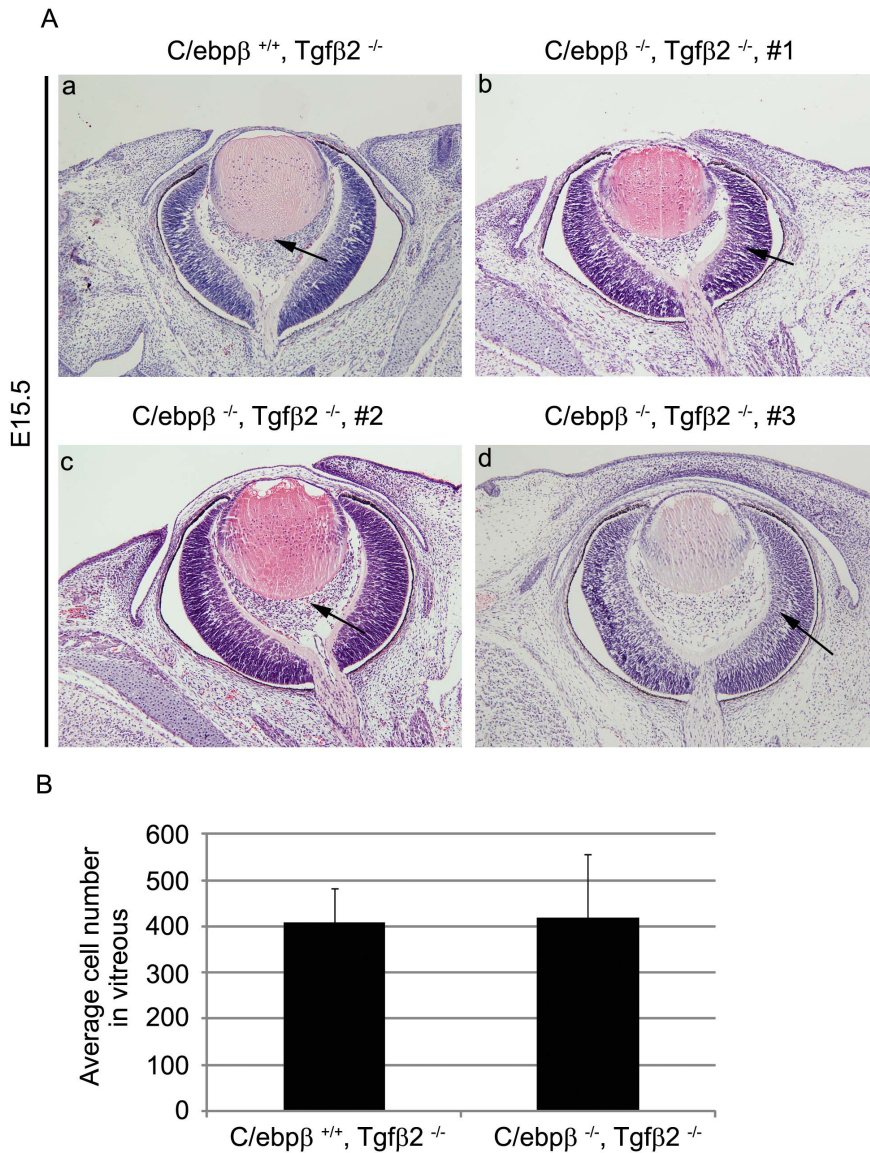 A
C/ebpβ +/+, Tgfβ2 -/-
C/ebpβ -/-, Tgfβ2 -/-, #1
a
b
E15.5
C/ebpβ -/-, Tgfβ2 -/-, #2
C/ebpβ -/-, Tgfβ2 -/-, #3
c
d
B
Average cell number
in vitreous
600
500
400
300
200
100
0
C/ebpβ +/+, Tgfβ2 -/-
C/ebpβ -/-, Tgfβ2 -/-